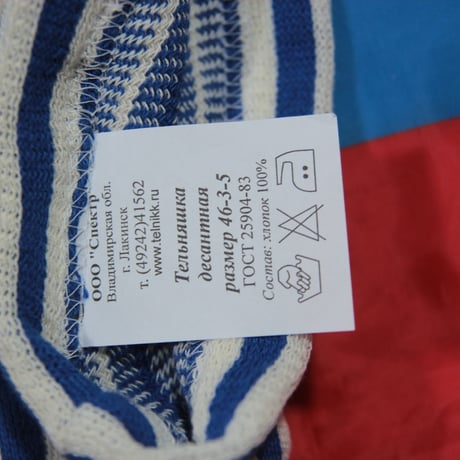 ООО "Спектр"
Владимирская обл.
г. Лакинск
т. (49242)41562
www.telnikk.ru
Тельняшка
десантная
размер 46-3-5
ГОСТ 25904-83
Состав: хлопок 100%